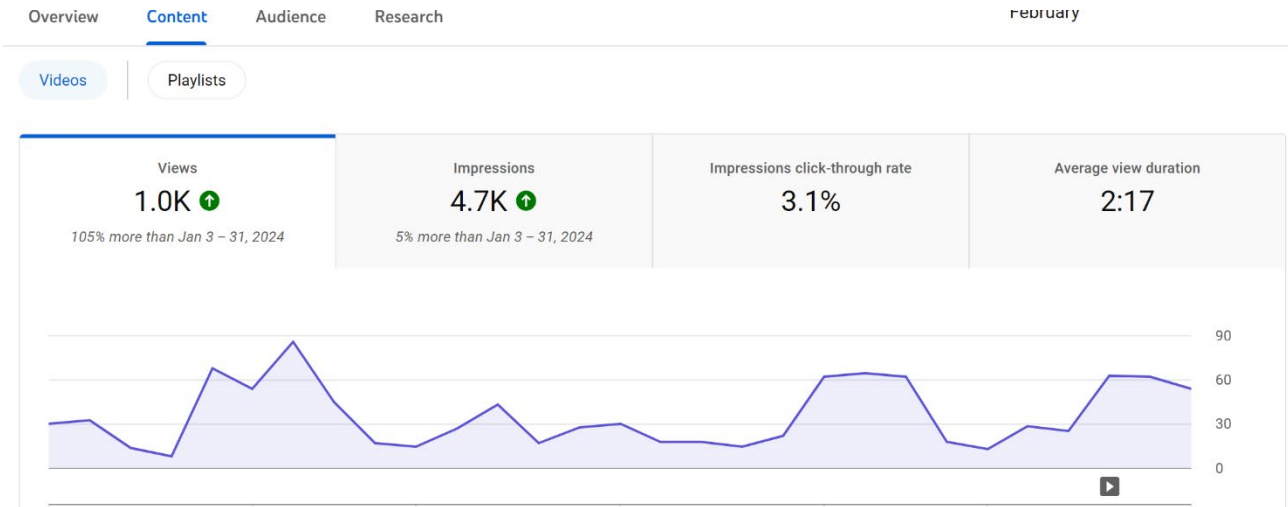 Overview Content Audience Research February
Videos Playlists
Views Impressions Impressions click-through rate Average view duration
1.0K 4.7K 3.1% 2:17
105% more than Jan 3 – 31, 2024 5% more than Jan 3 – 31, 2024
90
60
30
0